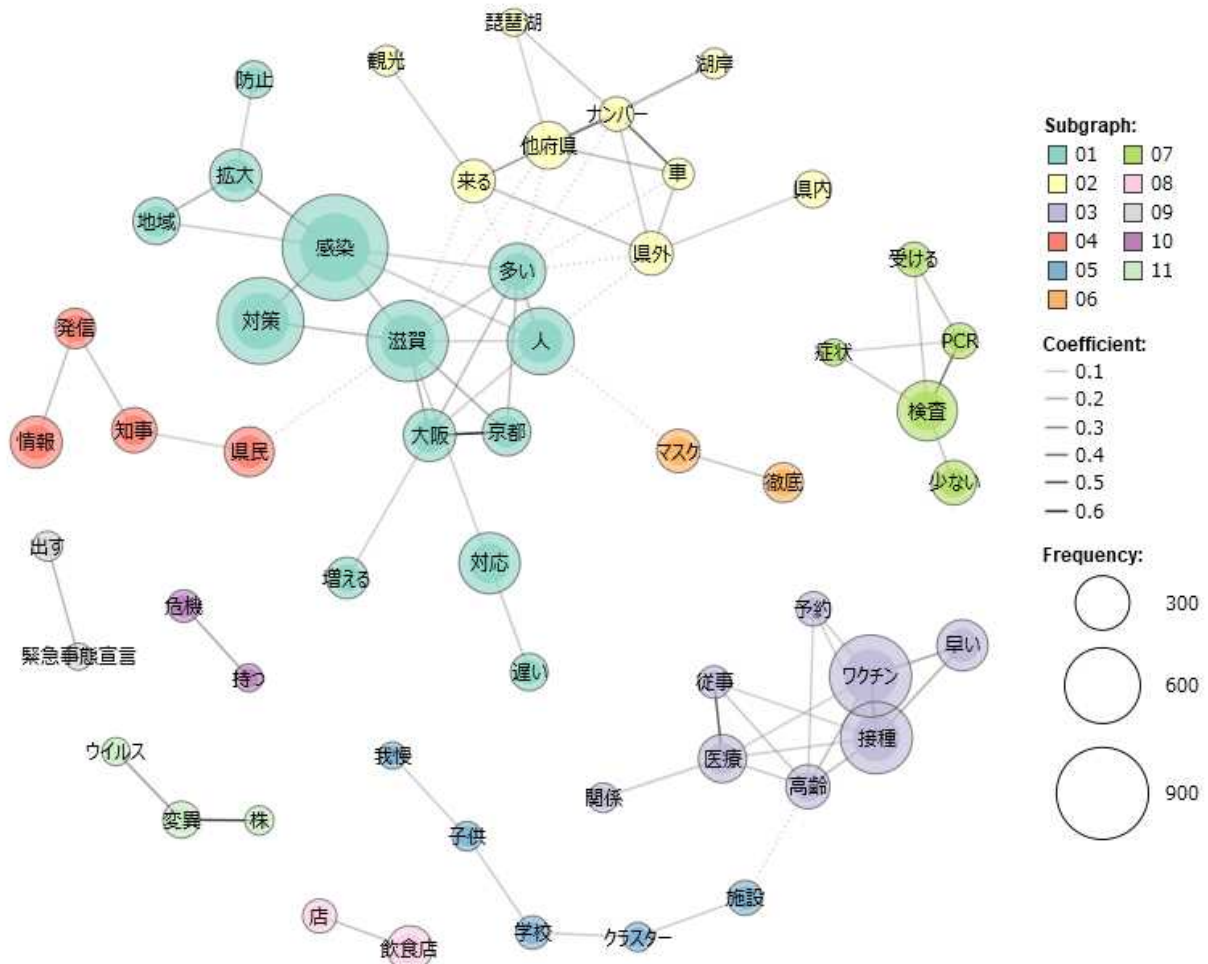 琵琶湖
観光
湖岸
防止
ナンバー
他府県
拡大
来る
車
県内
地域
感染
県外
多い
受ける
対策
滋賀
人
発信
症状
PCR
検査
情報
知事
県民
大阪
京都
マスク
徹底
少ない
出す
対応
増える
危機
緊急事態宣言
持つ
遅い
予約
ワクチン
早い
従事
接種
医療
高齢
関係
ウイルス
変異
株
我慢
子供
施設
学校
クラスター
店
飲食店
Subgraph:
01 07
02 08
03 09
04 10
05 11
06
Coefficient:
0.1
0.2
0.3
0.4
0.5
0.6
Frequency:
300
600
900